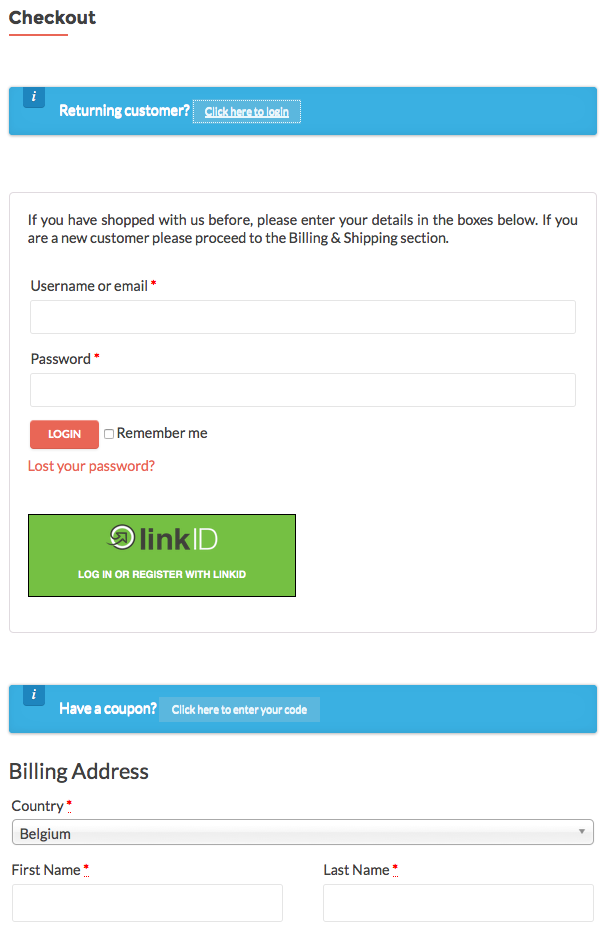 Checkout
i
Returning customer? Click here to login
If you have shopped with us before, please enter your details in the boxes below. If you
are a new customer please proceed to the Billing & Shipping section.
Username or email *
Password *
LOGIN Remember me
Lost your password?
linkID
LOG IN OR REGISTER WITH LINKID
i
Have a coupon? Click here to enter your code
Billing Address
Country *
Belgium
First Name * Last Name *